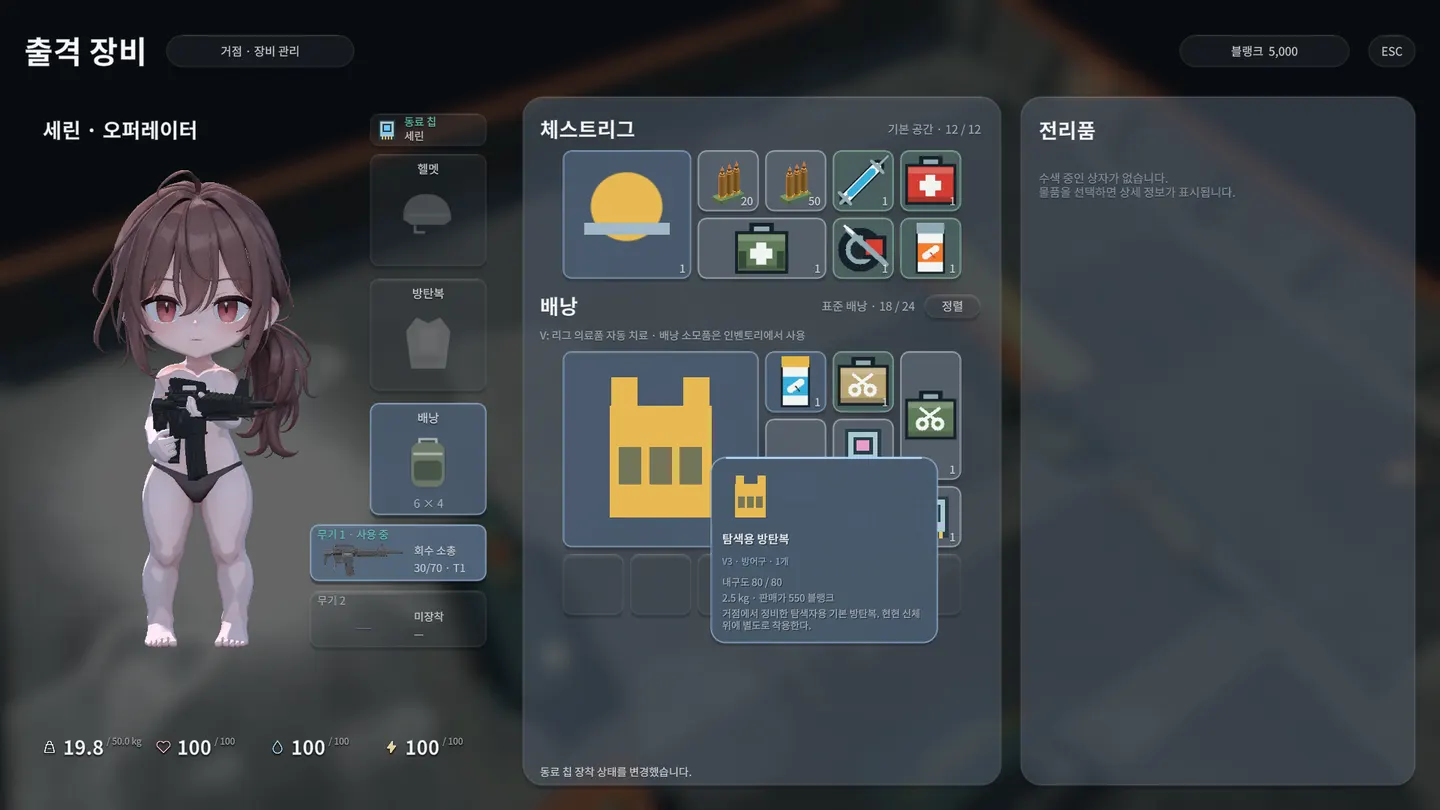 출격 장비
거점 · 장비 관리
블랭크 5,000
ESC
세린 · 오퍼레이터
동료 칩
세린
헬멧
방탄복
배낭
6 × 4
무기 1 · 사용 중
회수 소총
30/70 · T1
무기 2
미장착
—
19.8 / 50.0 kg
100 / 100
100 / 100
100 / 100
체스트리그
기본 공간 · 12 / 12
1
20
50
1
1
1
1
1
배낭
표준 배낭 · 18 / 24
정렬
V: 리그 의료품 자동 치료 · 배낭 소모품은 인벤토리에서 사용
1
1
1
1
탐색용 방탄복
V3 · 방어구 · 1개
내구도 80 / 80
2.5 kg · 판매가 550 블랭크
거점에서 정비한 탐색자용 기본 방탄복. 현현 신체
위에 별도로 착용한다.
동료 칩 장착 상태를 변경했습니다.
전리품
수색 중인 상자가 없습니다.
물품을 선택하면 상세 정보가 표시됩니다.